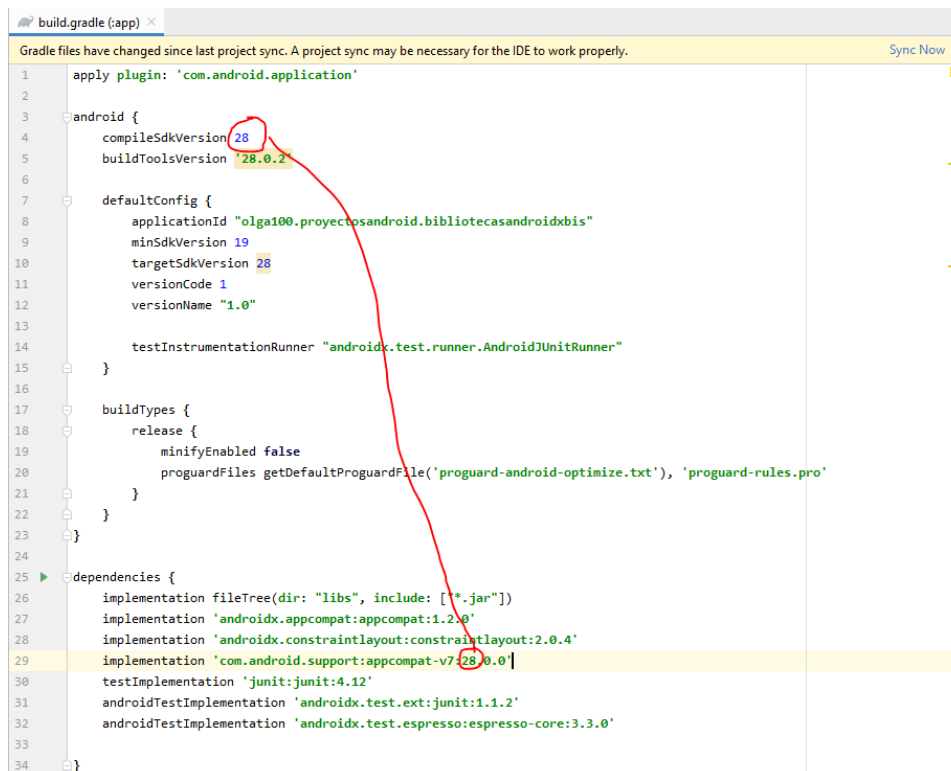 build.gradle (:app)
Gradle files have changed since last project sync. A project sync may be necessary for the IDE to work properly. Sync Now
1 apply plugin: 'com.android.application'
2
3 android {
4 compileSdkVersion 28
5 buildToolsVersion '28.0.2'
6
7 defaultConfig {
8 applicationId "olga100.proyectosandroid.bibliotecasandroidxbis"
9 minSdkVersion 19
10 targetSdkVersion 28
11 versionCode 1
12 versionName "1.0"
13
14 testInstrumentationRunner "androidx.test.runner.AndroidJUnitRunner"
15 }
16
17 buildTypes {
18 release {
19 minifyEnabled false
20 proguardFiles getDefaultProguardFile('proguard-android-optimize.txt'), 'proguard-rules.pro'
21 }
22 }
23 }
24
25 dependencies {
26 implementation fileTree(dir: "libs", include: ["*.jar"])
27 implementation 'androidx.appcompat:appcompat:1.2.0'
28 implementation 'androidx.constraintlayout:constraintlayout:2.0.4'
29 implementation 'com.android.support:appcompat-v7:28.0.0'
30 testImplementation 'junit:junit:4.12'
31 androidTestImplementation 'androidx.test.ext:junit:1.1.2'
32 androidTestImplementation 'androidx.test.espresso:espresso-core:3.3.0'
33
34 }